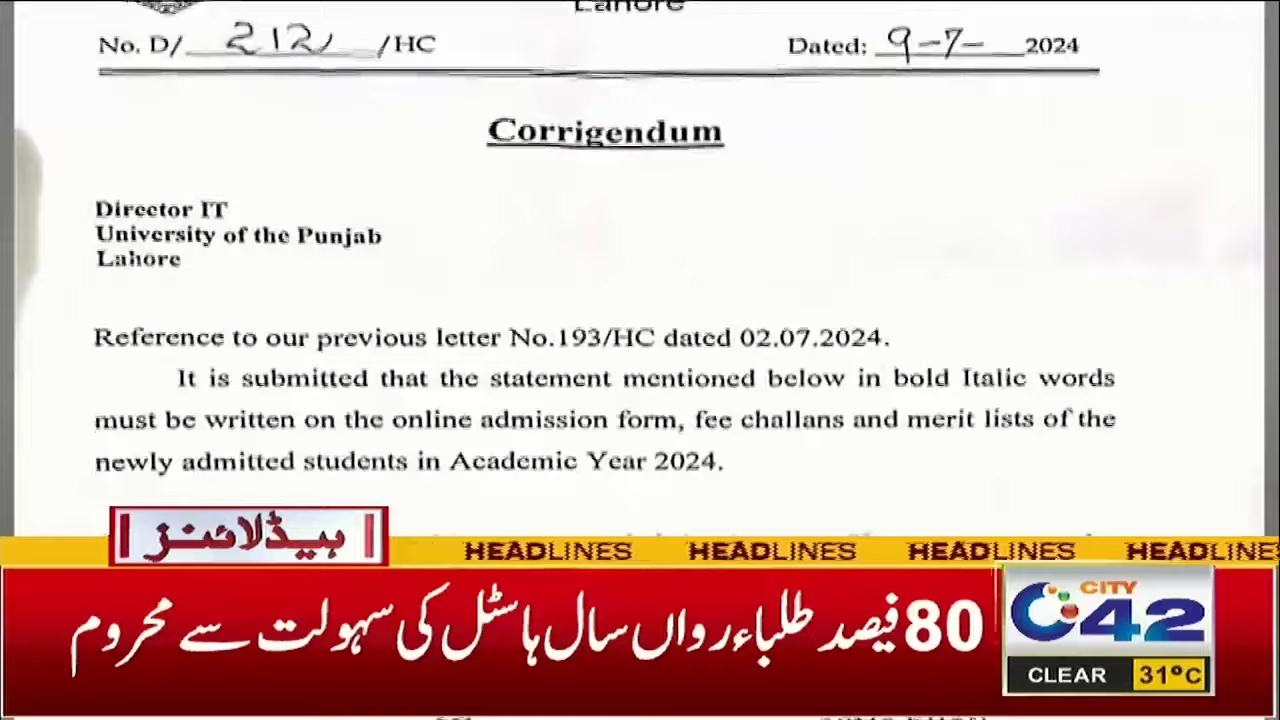 Lahore
No. D/ 212 /HC Dated: 9-7- 2024
Corrigendum
Director IT
University of the Punjab
Lahore
Reference to our previous letter No.193/HC dated 02.07.2024.
It is submitted that the statement mentioned below in bold Italic words
must be written on the online admission form, fee challans and merit lists of the
newly admitted students in Academic Year 2024.
ہیڈلائنز
HEADLINES HEADLINES HEADLINES HEADLINES
80 فیصد طلباء رواں سال ہاسٹل کی سہولت سے محروم
CITY
42
CLEAR 31°C